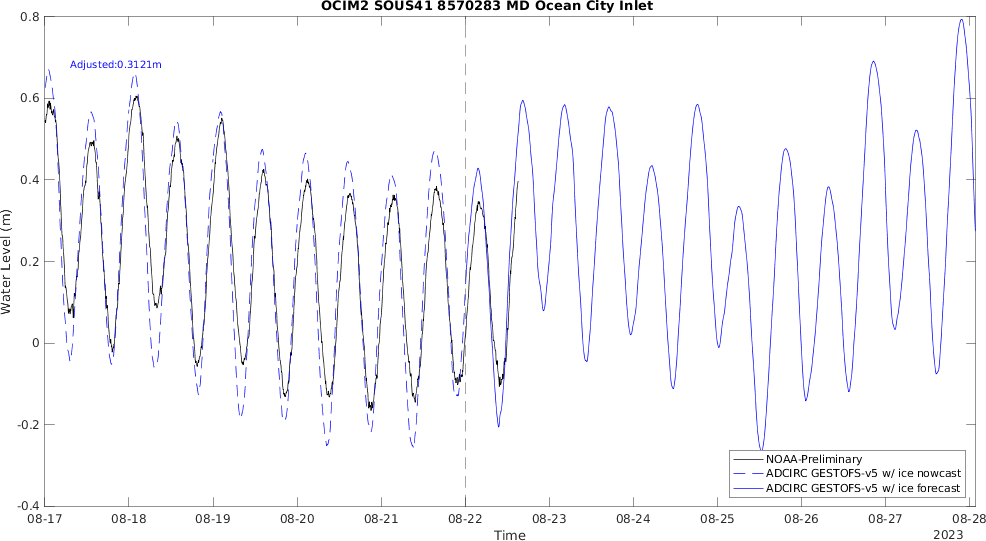 OCIM2 SOUS41 8570283 MD Ocean City Inlet
Adjusted:0.3121m
0.8
0.6
0.4
0.2
0
-0.2
-0.4
Water Level (m)
NOAA-Preliminary
ADCIRC GESTOFS-v5 w/ ice nowcast
ADCIRC GESTOFS-v5 w/ ice forecast
08-17 08-18 08-19 08-20 08-21 08-22 08-23 08-24 08-25 08-26 08-27 08-28
Time
2023